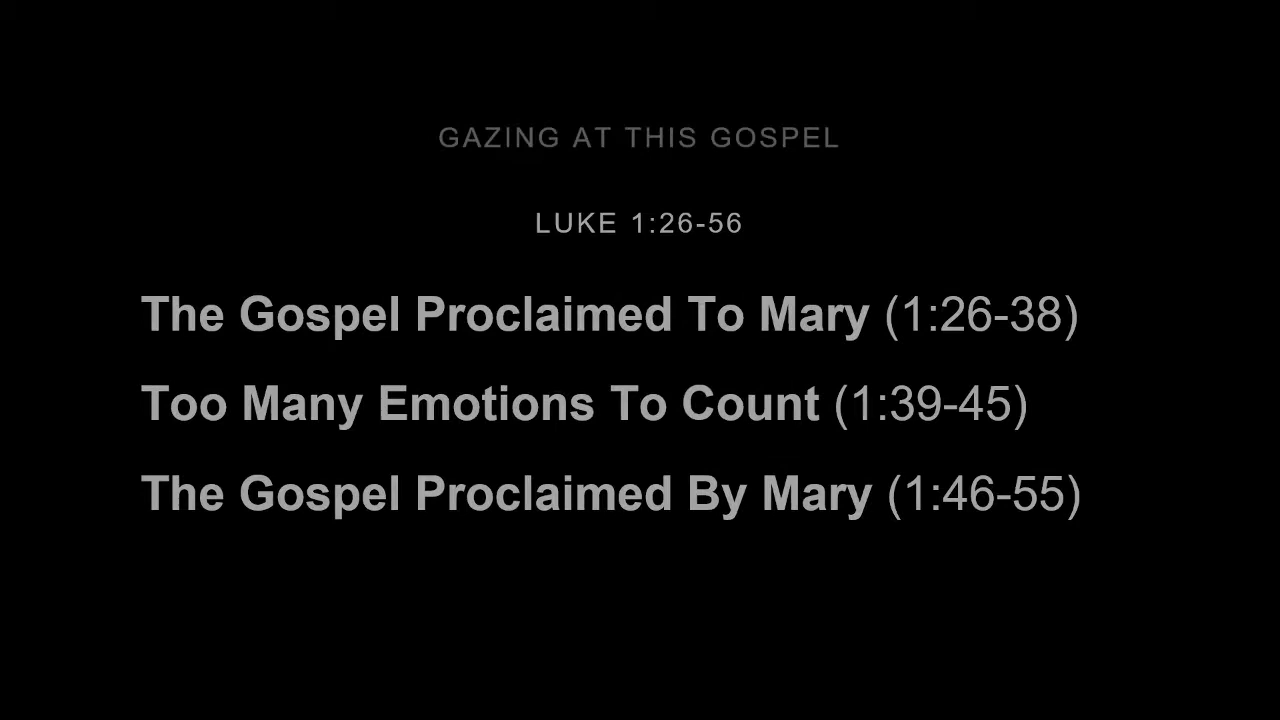 GAZING AT THIS GOSPEL
LUKE 1:26-56
The Gospel Proclaimed To Mary (1:26-38)
Too Many Emotions To Count (1:39-45)
The Gospel Proclaimed By Mary (1:46-55)